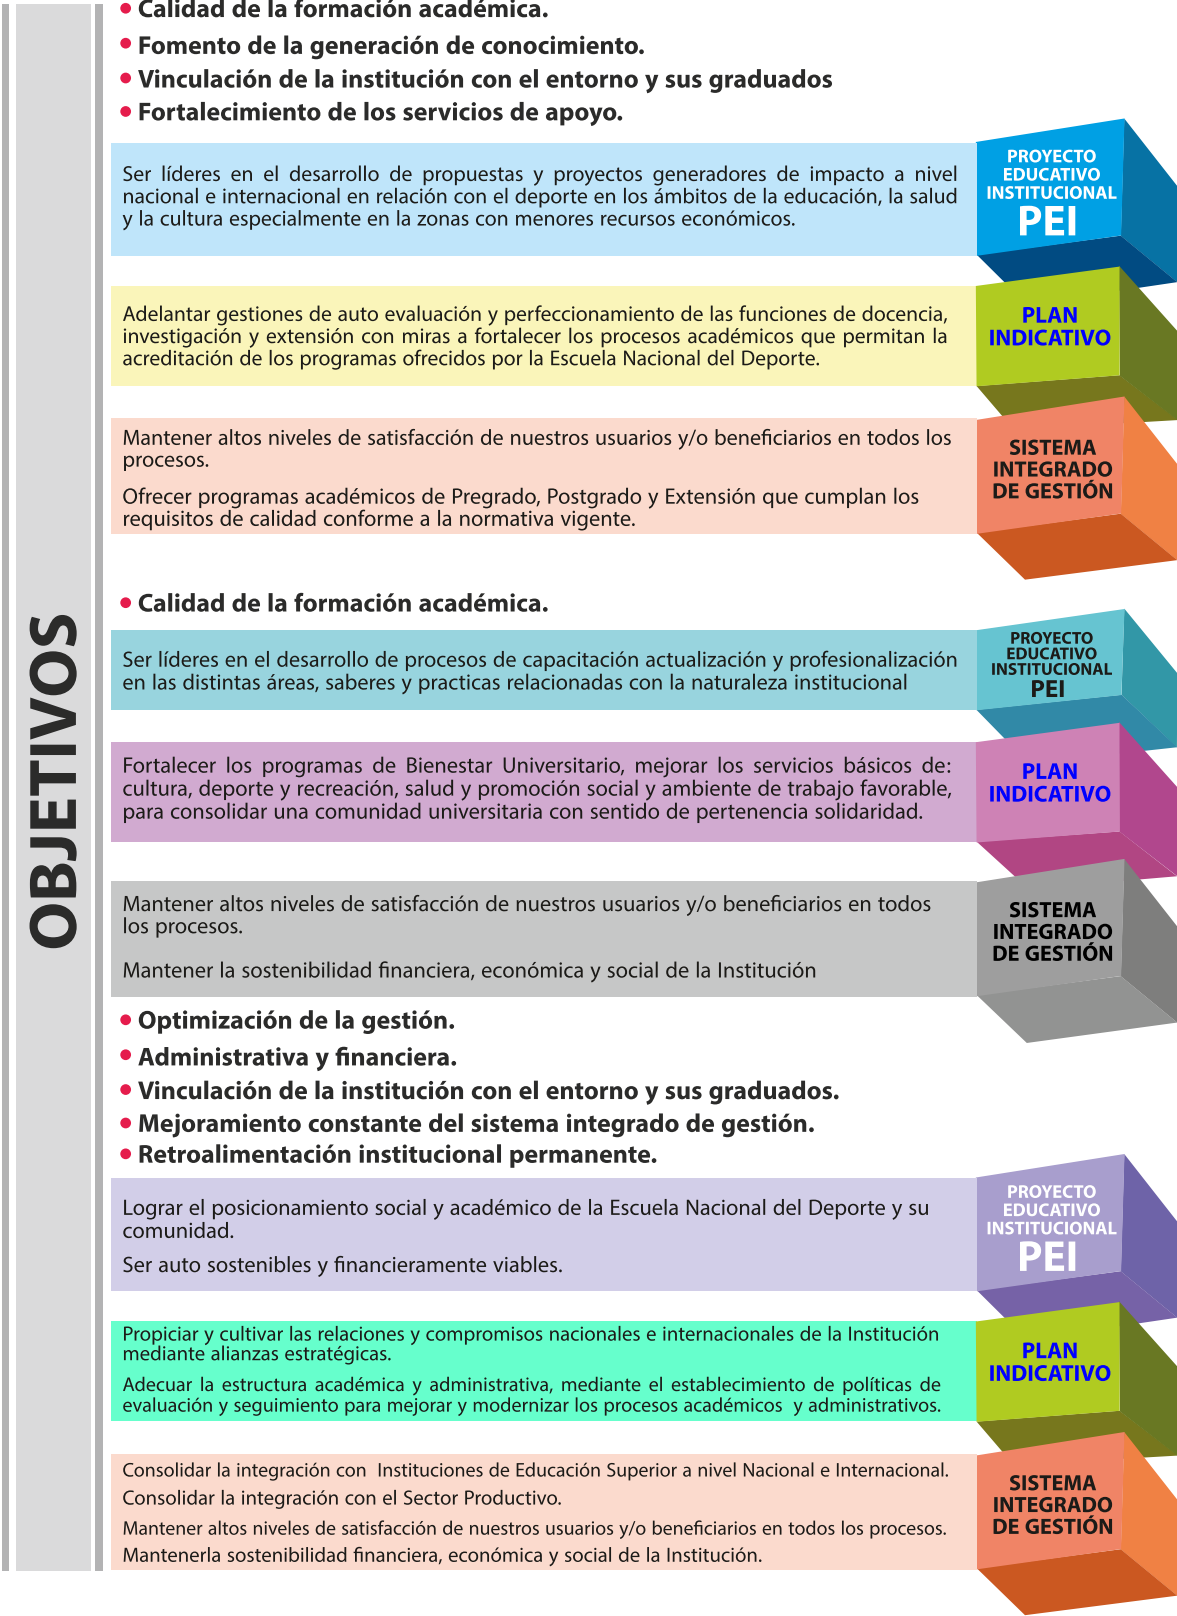 OBJETIVOS
• Calidad de la formación académica.
• Fomento de la generación de conocimiento.
• Vinculación de la institución con el entorno y sus graduados
• Fortalecimiento de los servicios de apoyo.
Ser líderes en el desarrollo de propuestas y proyectos generadores de impacto a nivel
nacional e internacional en relación con el deporte en los ámbitos de la educación, la salud
y la cultura especialmente en la zonas con menores recursos económicos.
PROYECTO
EDUCATIVO
INSTITUCIONAL
PEI
Adelantar gestiones de auto evaluación y perfeccionamiento de las funciones de docencia,
investigación y extensión con miras a fortalecer los procesos académicos que permitan la
acreditación de los programas ofrecidos por la Escuela Nacional del Deporte.
PLAN
INDICATIVO
Mantener altos niveles de satisfacción de nuestros usuarios y/o beneficiarios en todos los
procesos.
Ofrecer programas académicos de Pregrado, Postgrado y Extensión que cumplan los
requisitos de calidad conforme a la normativa vigente.
SISTEMA
INTEGRADO
DE GESTIÓN
• Calidad de la formación académica.
Ser líderes en el desarrollo de procesos de capacitación actualización y profesionalización
en las distintas áreas, saberes y practicas relacionadas con la naturaleza institucional
PROYECTO
EDUCATIVO
INSTITUCIONAL
PEI
Fortalecer los programas de Bienestar Universitario, mejorar los servicios básicos de:
cultura, deporte y recreación, salud y promoción social y ambiente de trabajo favorable,
para consolidar una comunidad universitaria con sentido de pertenencia solidaridad.
PLAN
INDICATIVO
Mantener altos niveles de satisfacción de nuestros usuarios y/o beneficiarios en todos
los procesos.
Mantener la sostenibilidad financiera, económica y social de la Institución
SISTEMA
INTEGRADO
DE GESTIÓN
• Optimización de la gestión.
• Administrativa y financiera.
• Vinculación de la institución con el entorno y sus graduados.
• Mejoramiento constante del sistema integrado de gestión.
• Retroalimentación institucional permanente.
Lograr el posicionamiento social y académico de la Escuela Nacional del Deporte y su
comunidad.
Ser auto sostenibles y financieramente viables.
PROYECTO
EDUCATIVO
INSTITUCIONAL
PEI
Propiciar y cultivar las relaciones y compromisos nacionales e internacionales de la Institución
mediante alianzas estratégicas.
Adecuar la estructura académica y administrativa, mediante el establecimiento de políticas de
evaluación y seguimiento para mejorar y modernizar los procesos académicos y administrativos.
PLAN
INDICATIVO
Consolidar la integración con Instituciones de Educación Superior a nivel Nacional e Internacional.
Consolidar la integración con el Sector Productivo.
Mantener altos niveles de satisfacción de nuestros usuarios y/o beneficiarios en todos los procesos.
Mantenerla sostenibilidad financiera, económica y social de la Institución.
SISTEMA
INTEGRADO
DE GESTIÓN